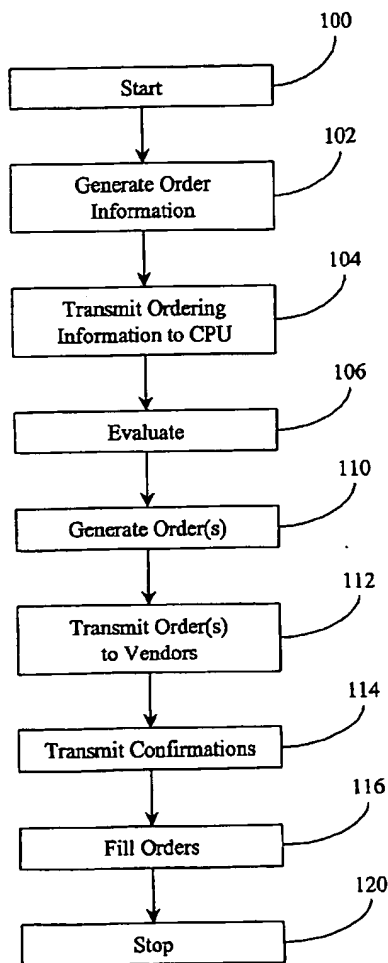 100
Start
102
Generate Order
Information
104
Transmit Ordering
Information to CPU
106
Evaluate
110
Generate Order(s)
112
Transmit Order(s)
to Vendors
114
Transmit Confirmations
116
Fill Orders
120
Stop